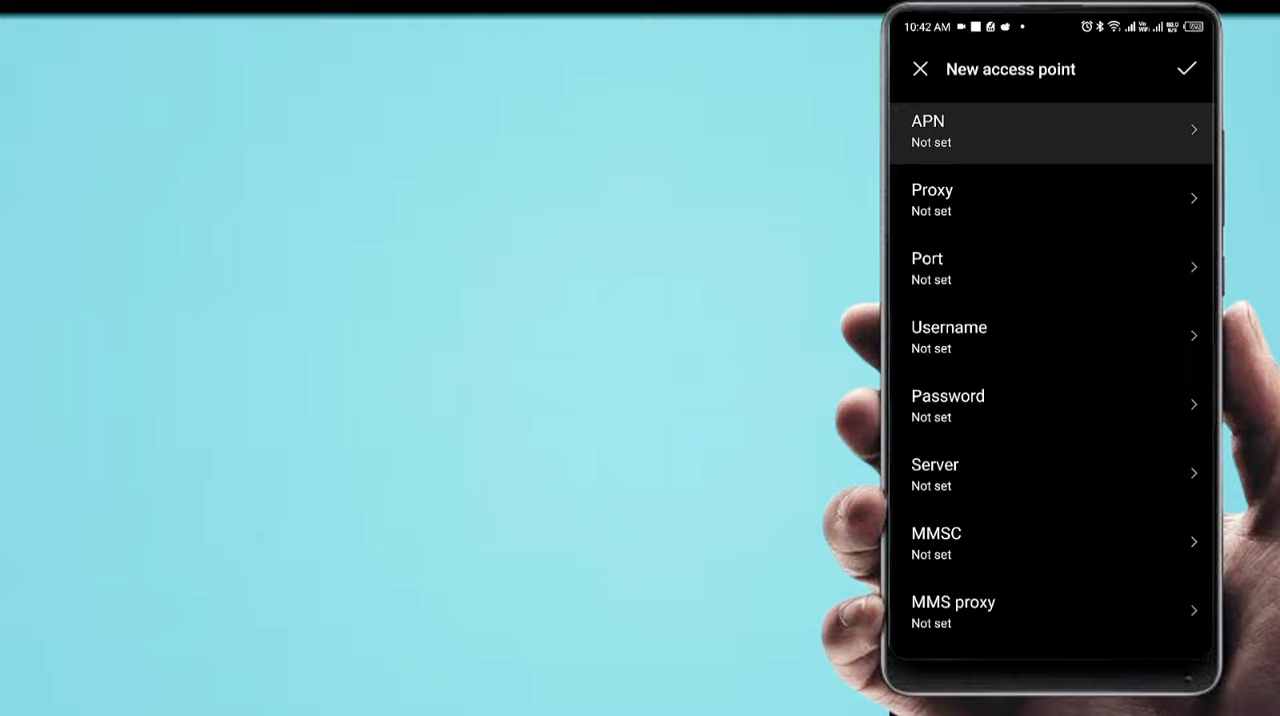 10:42 AM
New access point
APN
Not set
Proxy
Not set
Port
Not set
Username
Not set
Password
Not set
Server
Not set
MMSC
Not set
MMS proxy
Not set